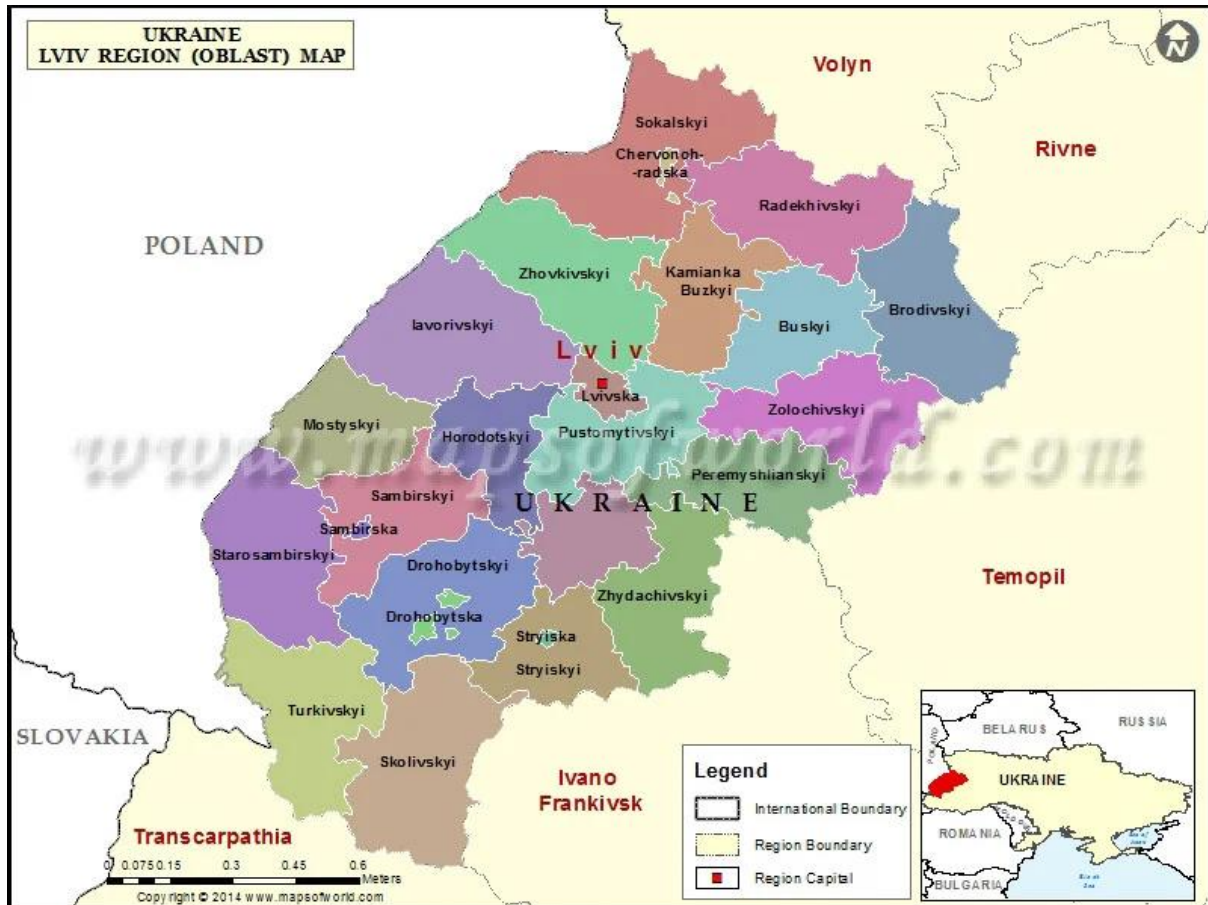 UKRAINE
LVIV REGION (OBLAST) MAP
N
Volyn
Rivne
Sokalskyi
Chervonoh-
-radska
Radekhivskyi
POLAND
Zhovkivskyi
Kamianka
Buzkyi
Iavorivskyi
Buskyi
Brodivskyi
Lviv
Lvivska
Mostyskyi
Horodotskyi
Pustomytivskyi
Zolochivskyi
www.mapsofworld.com
Peremyshlianskyi
Sambirskyi
UKRAINE
Sambirska
Starosambirskyi
Drohobytskyi
Zhydachivskyi
Temopil
Drohobytska
Stryiska
Stryiskyi
Turkivskyi
SLOVAKIA
Skolivskyi
Ivano
Frankivsk
Transcarpathia
0 0.075 0.15 0.3 0.45 0.6
Meters
Copyright © 2014 www.mapsofworld.com
Legend
International Boundary
Region Boundary
Region Capital
POLAND
BELARUS
RUSSIA
UKRAINE
ROMANIA
BULGARIA